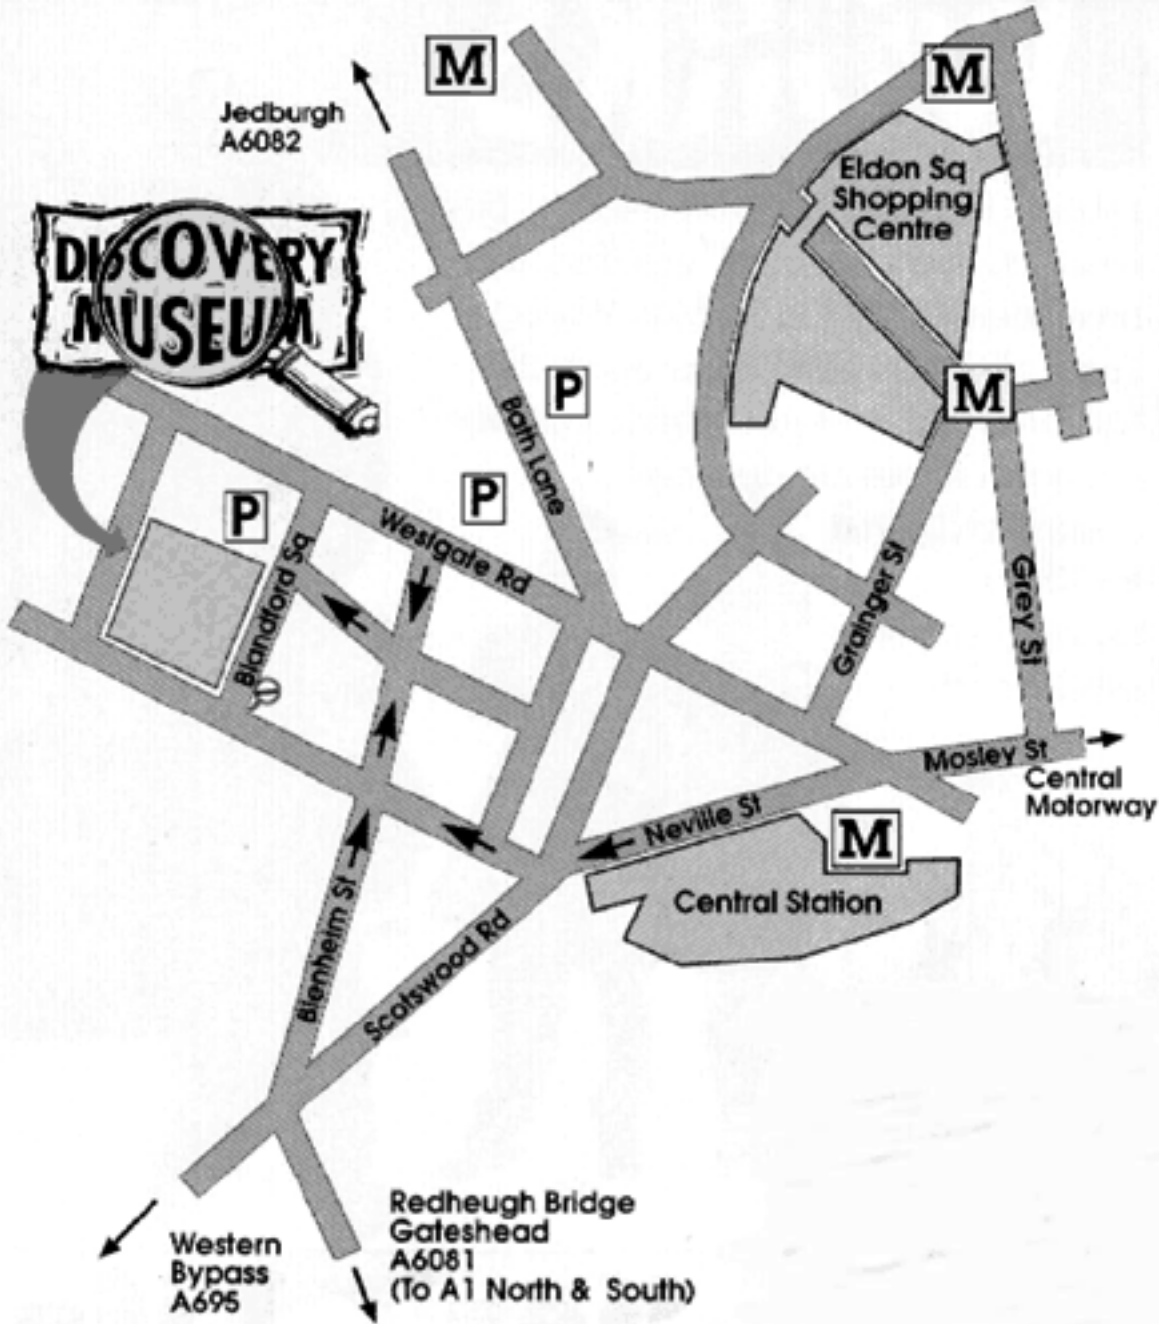 M
M
Jedburgh
A6082
Eldon Sq
Shopping
Centre
DISCOVERY
MUSEUM
P
M
Bath Lane
P
P
Westgate Rd
Blandford Sq
Grainger St
Grey St
Mosley St
Central
Motorway
Neville St
M
Central Station
Blenheim St
Scotswood Rd
Redheugh Bridge
Gateshead
A6081
(To A1 North & South)
Western
Bypass
A695